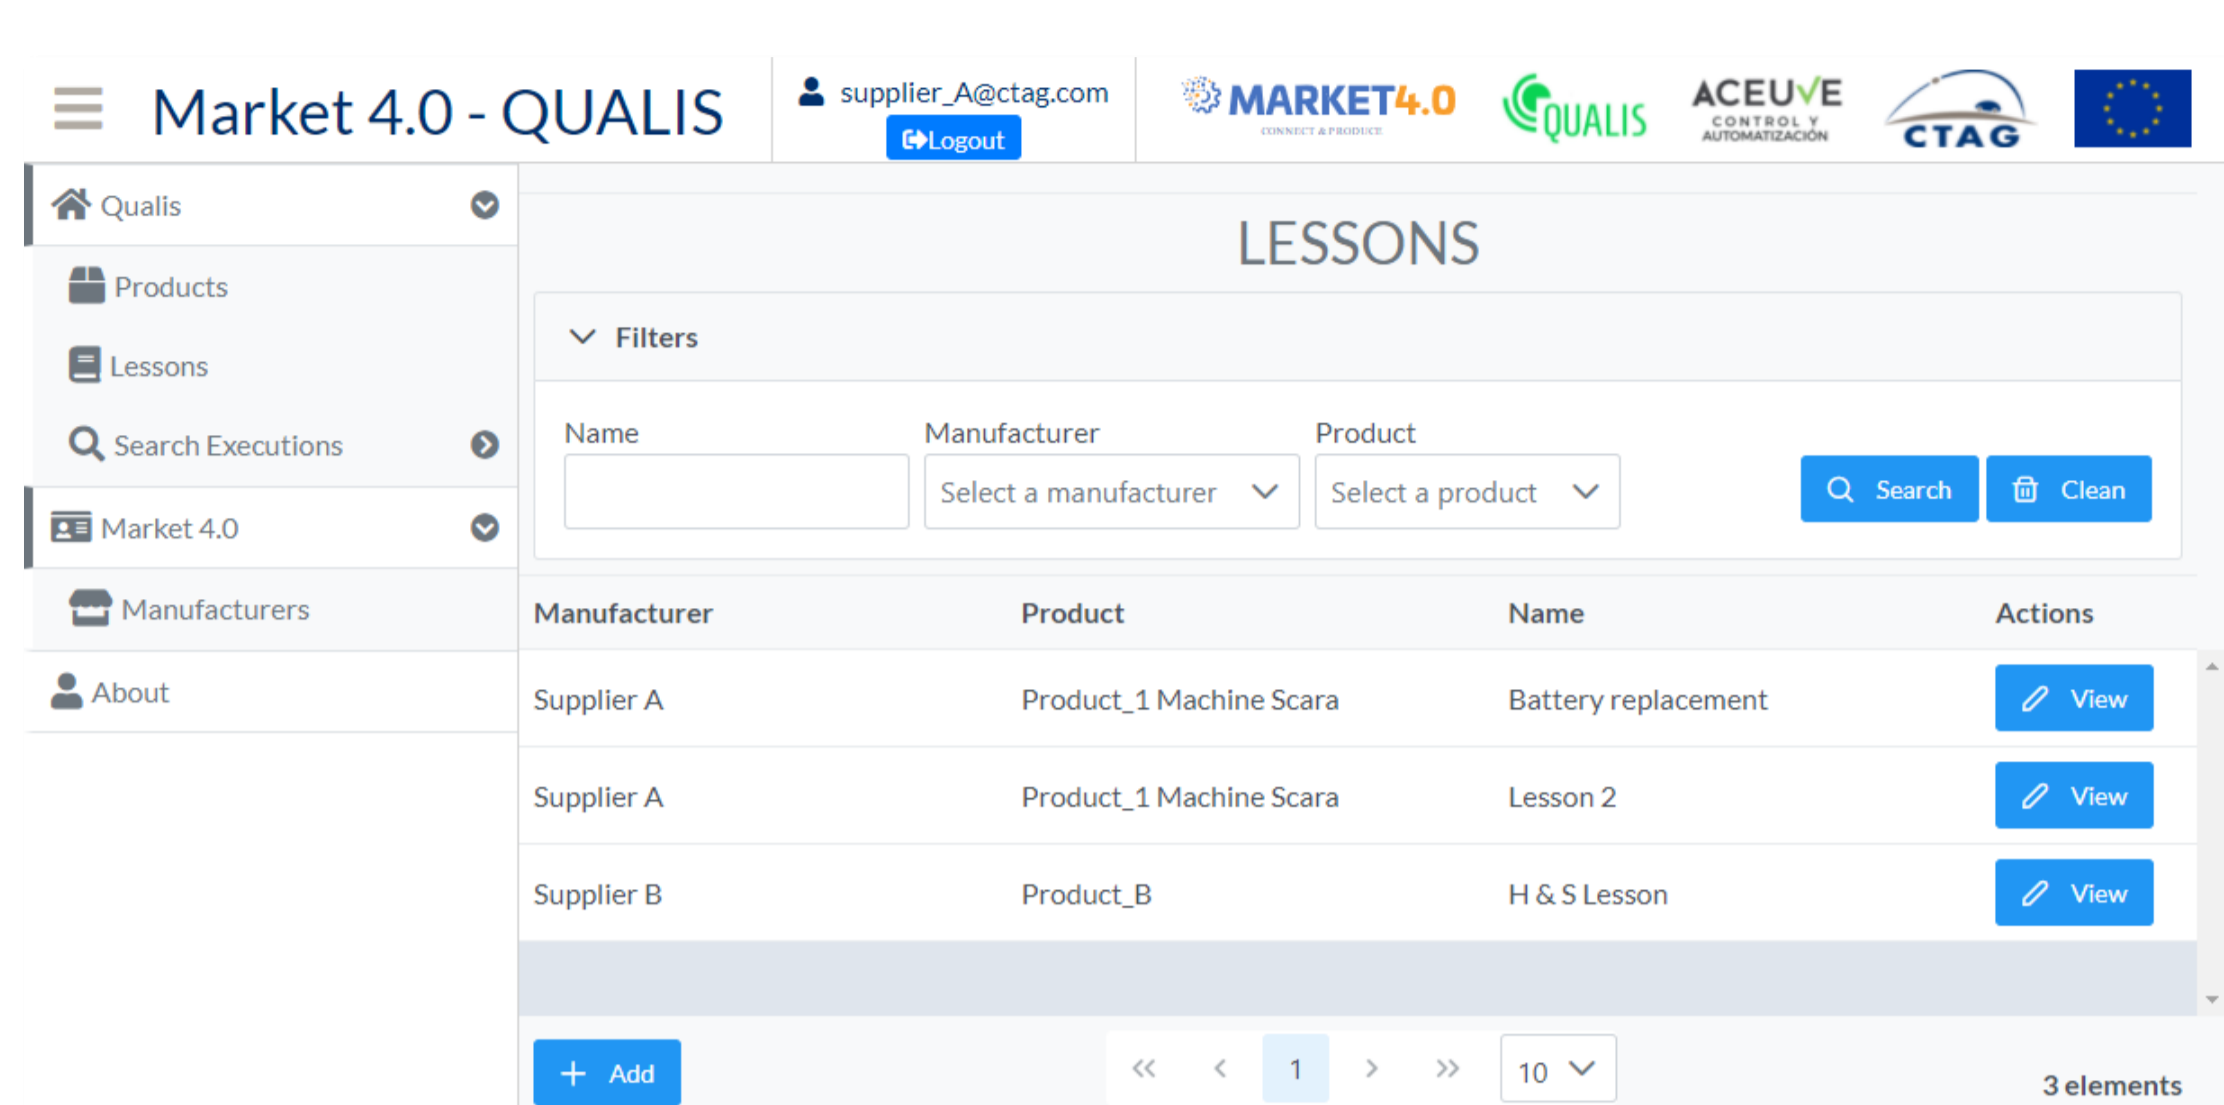 Market 4.0 - QUALIS
supplier_A@ctag.com
Logout
MARKET4.0
CONNECT & PRODUCE
QUALIS
ACEUVE
CONTROL Y
AUTOMATIZACIÓN
CTAG
Qualis
Products
Lessons
Search Executions
Market 4.0
Manufacturers
About
LESSONS
Filters
Name Manufacturer Product
Select a manufacturer Select a product Search Clean
Manufacturer Product Name Actions
Supplier A Product_1 Machine Scara Battery replacement View
Supplier A Product_1 Machine Scara Lesson 2 View
Supplier B Product_B H & S Lesson View
+ Add << < 1 > >> 10
3 elements